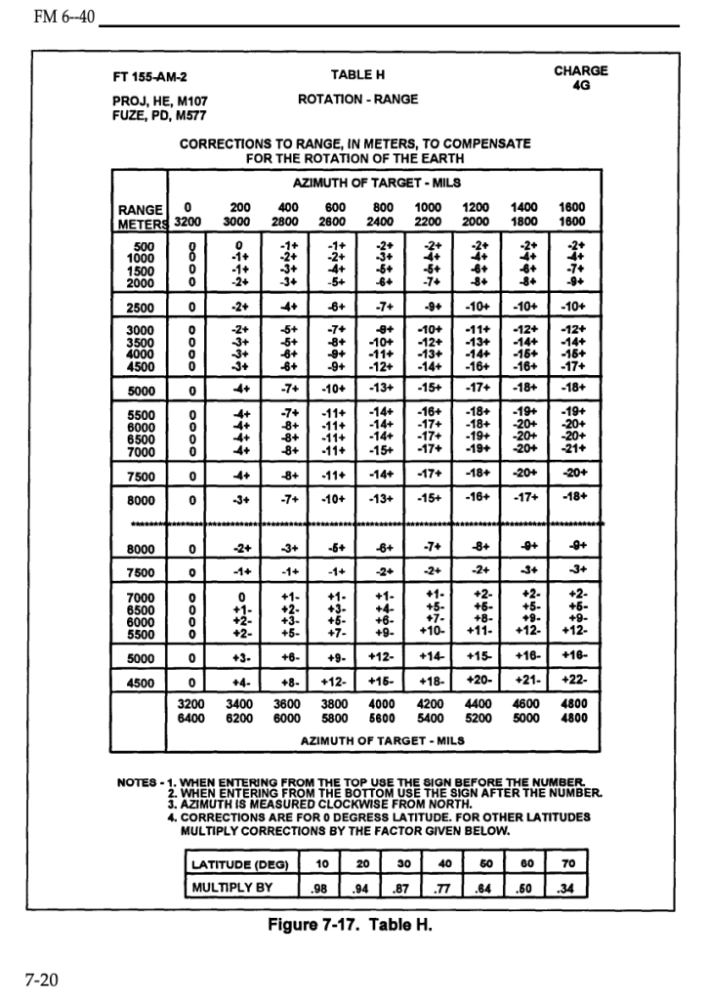 FM 6--40
FT 155-AM-2 TABLE H CHARGE
4G
PROJ, HE, M107 ROTATION - RANGE
FUZE, PD, M577
CORRECTIONS TO RANGE, IN METERS, TO COMPENSATE
FOR THE ROTATION OF THE EARTH
AZIMUTH OF TARGET - MILS
RANGE 0 200 400 600 800 1000 1200 1400 1600
METERS 3200 3000 2800 2600 2400 2200 2000 1800 1600
500 0 0 -1+ -1+ -2+ -2+ -2+ -2+ -2+
1000 0 -1+ -2+ -2+ -3+ -4+ -4+ -4+ -4+
1500 0 -1+ -3+ -4+ -5+ -5+ -6+ -6+ -7+
2000 0 -2+ -3+ -5+ -6+ -7+ -8+ -8+ -9+
2500 0 -2+ -4+ -6+ -7+ -9+ -10+ -10+ -10+
3000 0 -2+ -5+ -7+ -8+ -10+ -11+ -12+ -12+
3500 0 -3+ -5+ -8+ -10+ -12+ -13+ -14+ -14+
4000 0 -3+ -6+ -9+ -11+ -13+ -14+ -15+ -15+
4500 0 -3+ -6+ -9+ -12+ -14+ -16+ -16+ -17+
5000 0 -4+ -7+ -10+ -13+ -15+ -17+ -18+ -18+
5500 0 -4+ -7+ -11+ -14+ -16+ -18+ -19+ -19+
6000 0 -4+ -8+ -11+ -14+ -17+ -18+ -20+ -20+
6500 0 -4+ -8+ -11+ -14+ -17+ -19+ -20+ -20+
7000 0 -4+ -8+ -11+ -15+ -17+ -19+ -20+ -21+
7500 0 -4+ -8+ -11+ -14+ -17+ -18+ -20+ -20+
8000 0 -3+ -7+ -10+ -13+ -15+ -16+ -17+ -18+
8000 0 -2+ -3+ -5+ -6+ -7+ -8+ -9+ -9+
7500 0 -1+ -1+ -1+ -2+ -2+ -2+ -3+ -3+
7000 0 0 +1- +1- +1- +1- +2- +2- +2-
6500 0 +1- +2- +3- +4- +5- +5- +5- +5-
6000 0 +2- +3- +5- +6- +7- +8- +9- +9-
5500 0 +2- +5- +7- +9- +10- +11- +12- +12-
5000 0 +3- +6- +9- +12- +14- +15- +16- +16-
4500 0 +4- +8- +12- +15- +18- +20- +21- +22-
3200 3400 3600 3800 4000 4200 4400 4600 4800
6400 6200 6000 5800 5600 5400 5200 5000 4800
AZIMUTH OF TARGET - MILS
NOTES - 1. WHEN ENTERING FROM THE TOP USE THE SIGN BEFORE THE NUMBER.
2. WHEN ENTERING FROM THE BOTTOM USE THE SIGN AFTER THE NUMBER.
3. AZIMUTH IS MEASURED CLOCKWISE FROM NORTH.
4. CORRECTIONS ARE FOR 0 DEGRESS LATITUDE. FOR OTHER LATITUDES
MULTIPLY CORRECTIONS BY THE FACTOR GIVEN BELOW.
LATITUDE (DEG) 10 20 30 40 50 60 70
MULTIPLY BY .98 .94 .87 .77 .64 .50 .34
Figure 7-17. Table H.
7-20